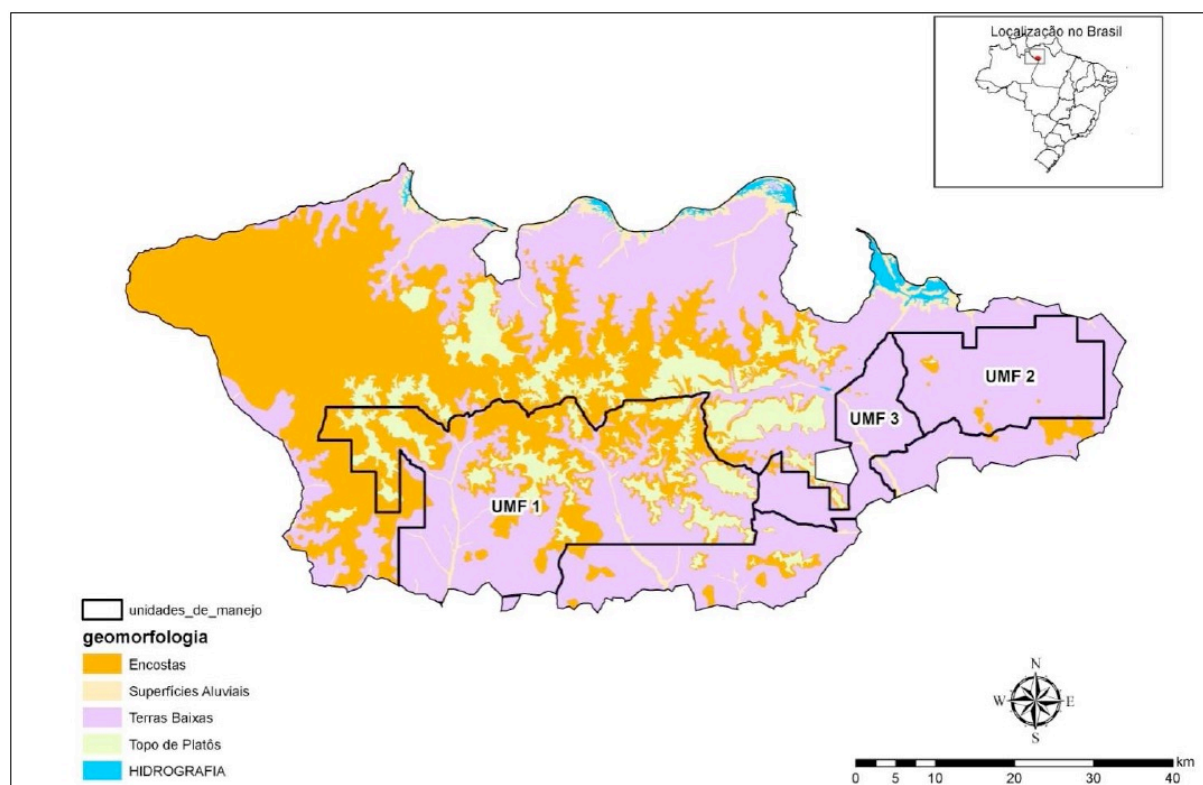 Localização no Brasil
UMF 2
UMF 3
UMF 1
unidades_de_manejo
geomorfologia
Encostas
Superfícies Aluviais
Terras Baixas
Topo de Platôs
HIDROGRAFIA
N
W E
S
km
0 5 10 20 30 40